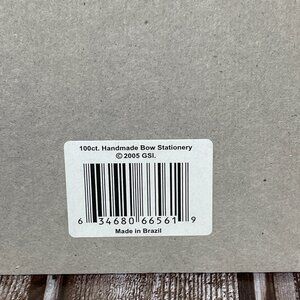 100ct. Handmade Bow Stationery
© 2005 GSI.
6 34680 66561 9
Made in Brazil